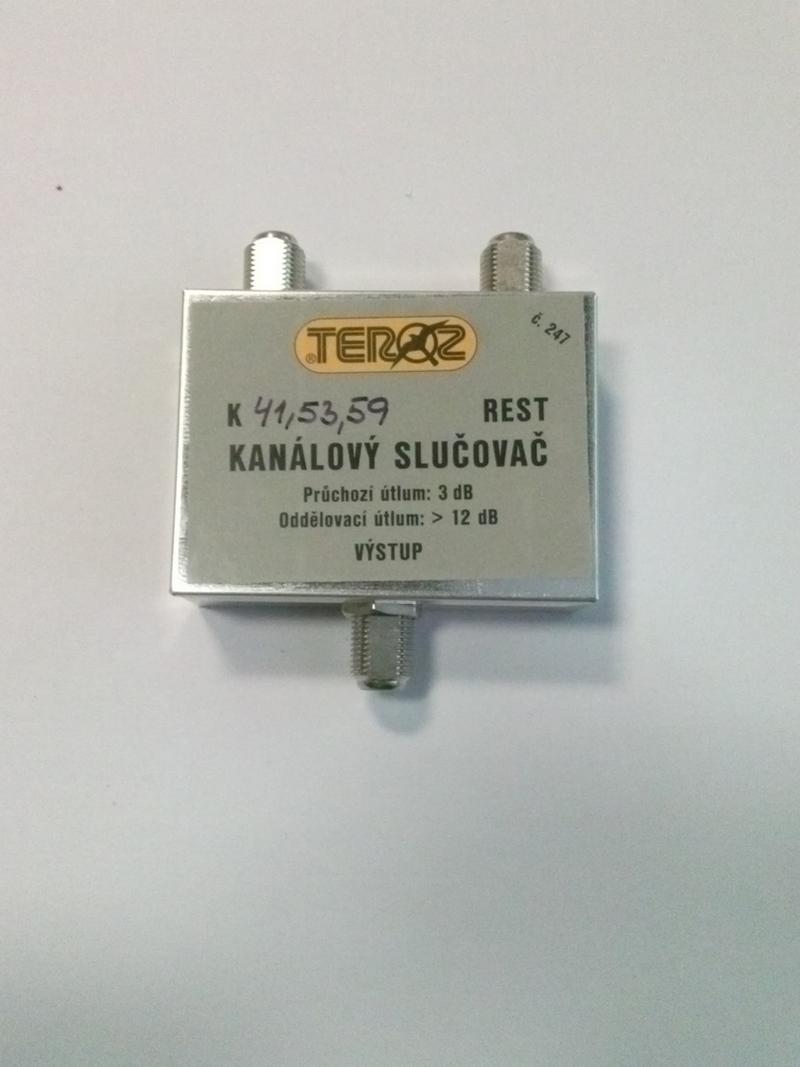 ®TEROZ
č. 247
K 41,53,59 REST
KANÁLOVÝ SLUČOVAČ
Průchozí útlum: 3 dB
Oddělovací útlum: > 12 dB
VÝSTUP